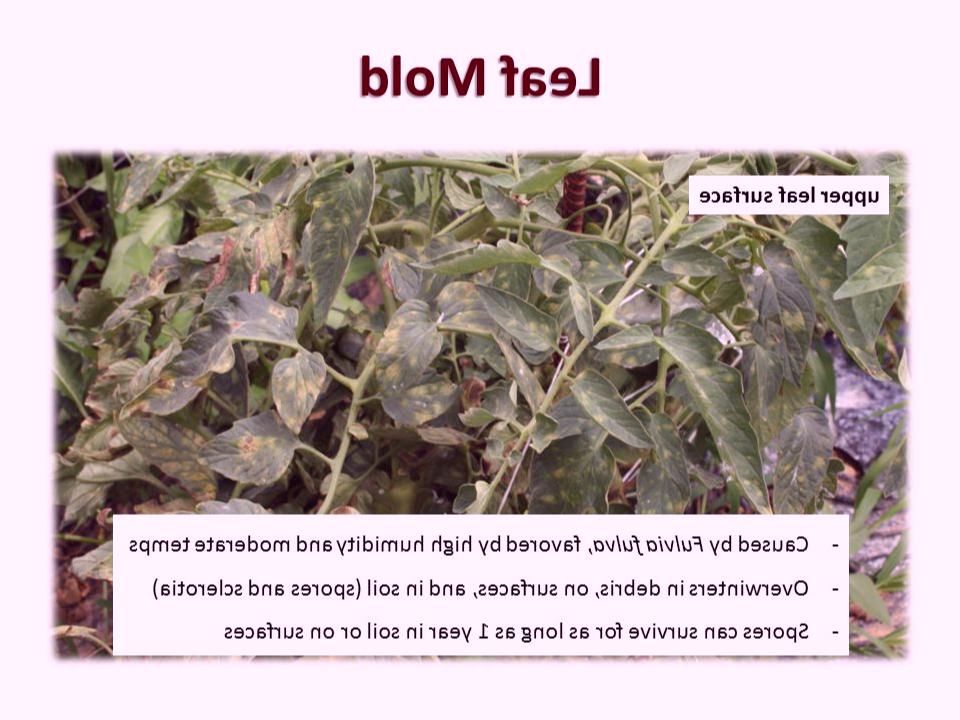 Leaf Mold
upper leaf surface
- Caused by Fulvia fulva, favored by high humidity and moderate temps
- Overwinters in debris, on surfaces, and in soil (spores and sclerotia)
- Spores can survive for as long as 1 year in soil or on surfaces